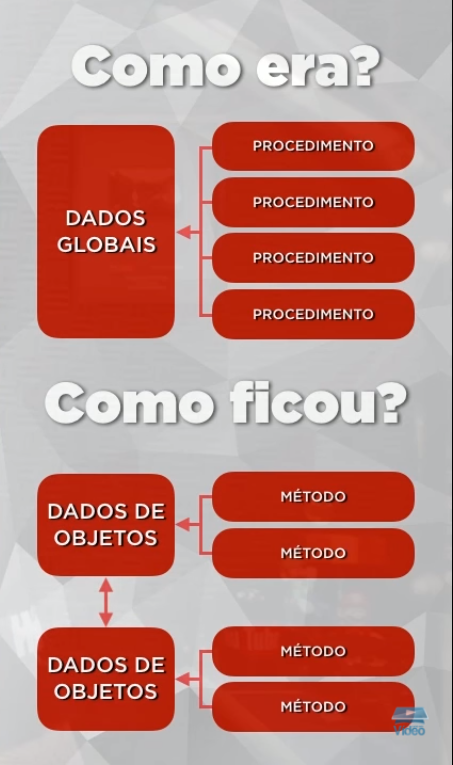 Como era?
DADOS
GLOBAIS
PROCEDIMENTO
PROCEDIMENTO
PROCEDIMENTO
PROCEDIMENTO
Como ficou?
DADOS DE
OBJETOS
MÉTODO
MÉTODO
DADOS DE
OBJETOS
MÉTODO
MÉTODO
Vídeo